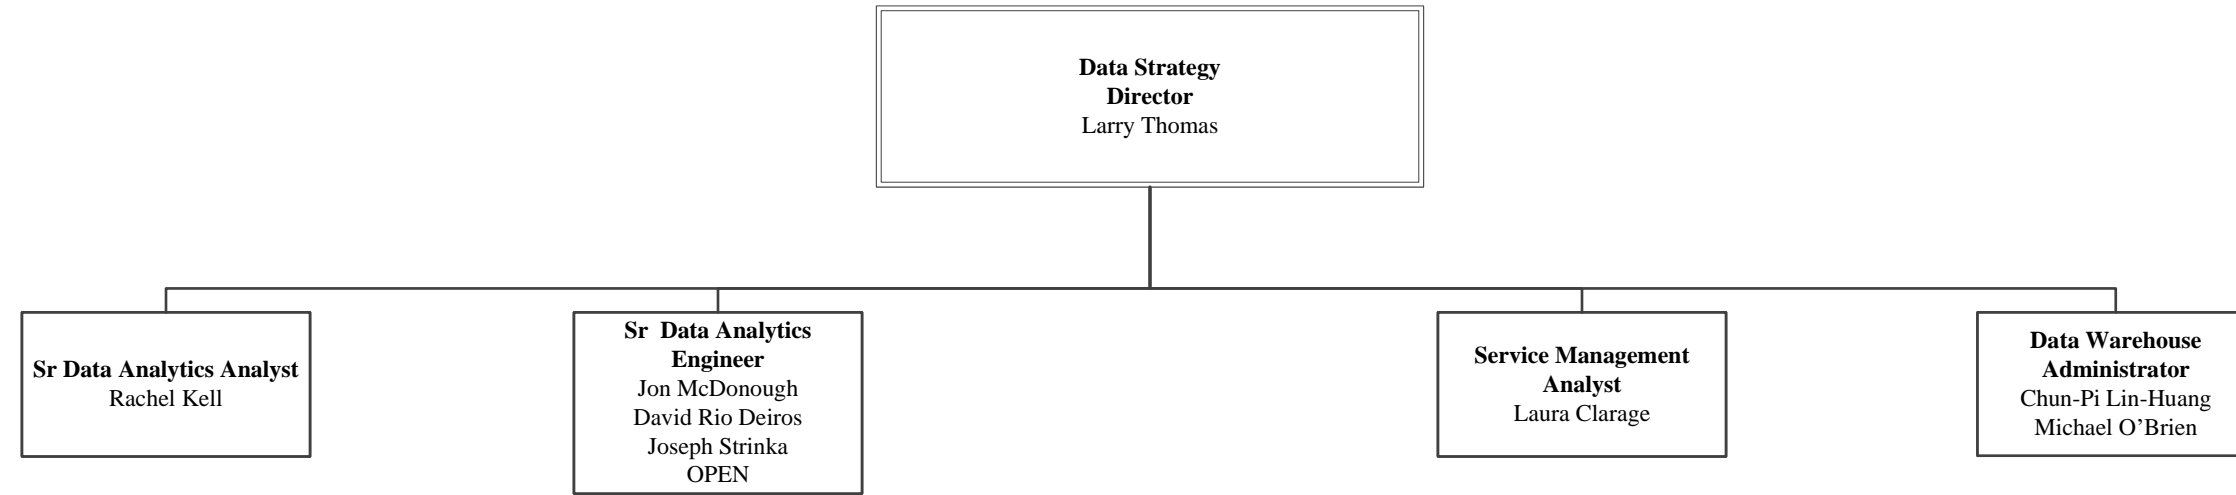 Data Strategy
Director
Larry Thomas
Sr Data Analytics Analyst
Rachel Kell
Sr  Data Analytics
Engineer
Jon McDonough
David Rio Deiros
Joseph Strinka
OPEN
Service Management
Analyst
Laura Clarage
Data Warehouse
Administrator
Chun-Pi Lin-Huang
Michael O’Brien